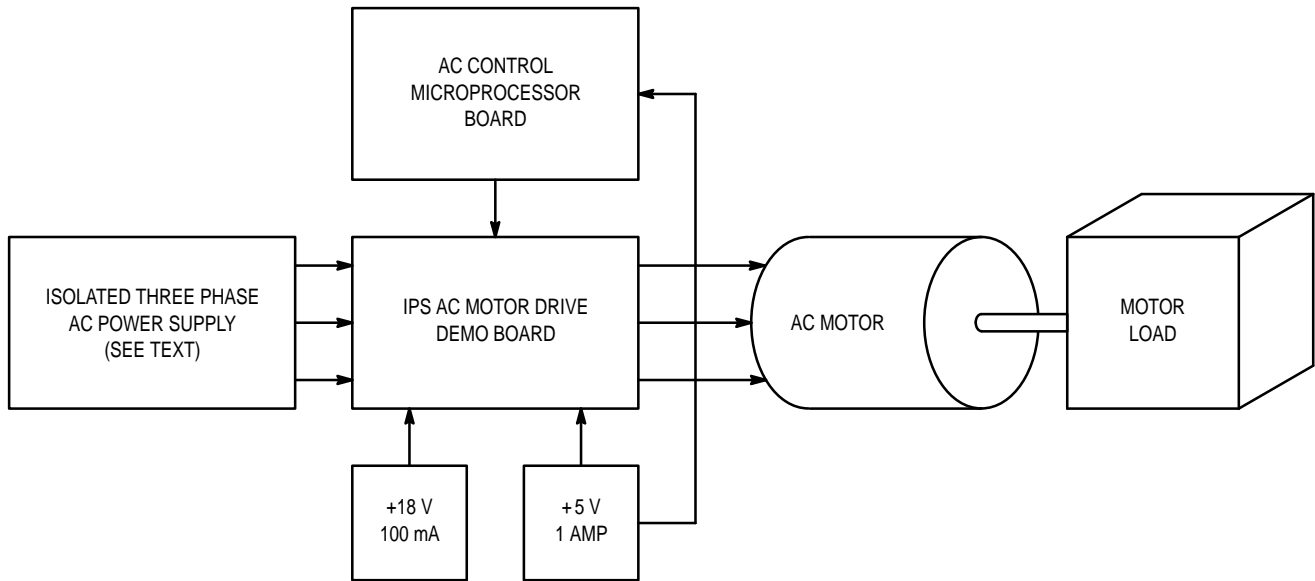 AC CONTROL
MICROPROCESSOR
BOARD
ISOLATED THREE PHASE
AC POWER SUPPLY
(SEE TEXT)
IPS AC MOTOR DRIVE
DEMO BOARD
AC MOTOR
MOTOR
LOAD
+18 V
100 mA
+5 V
1 AMP